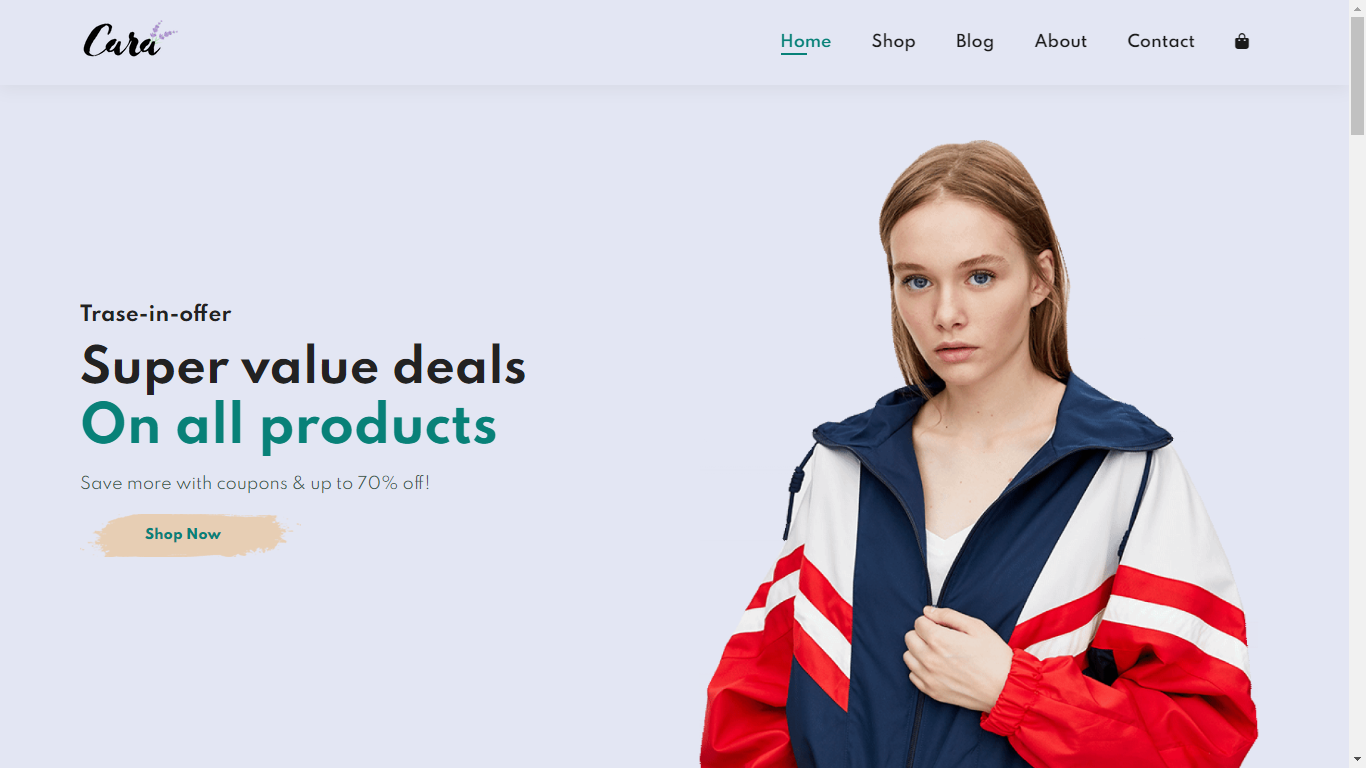 Cara
Home Shop Blog About Contact
Trase-in-offer
Super value deals
On all products
Save more with coupons & up to 70% off!
Shop Now